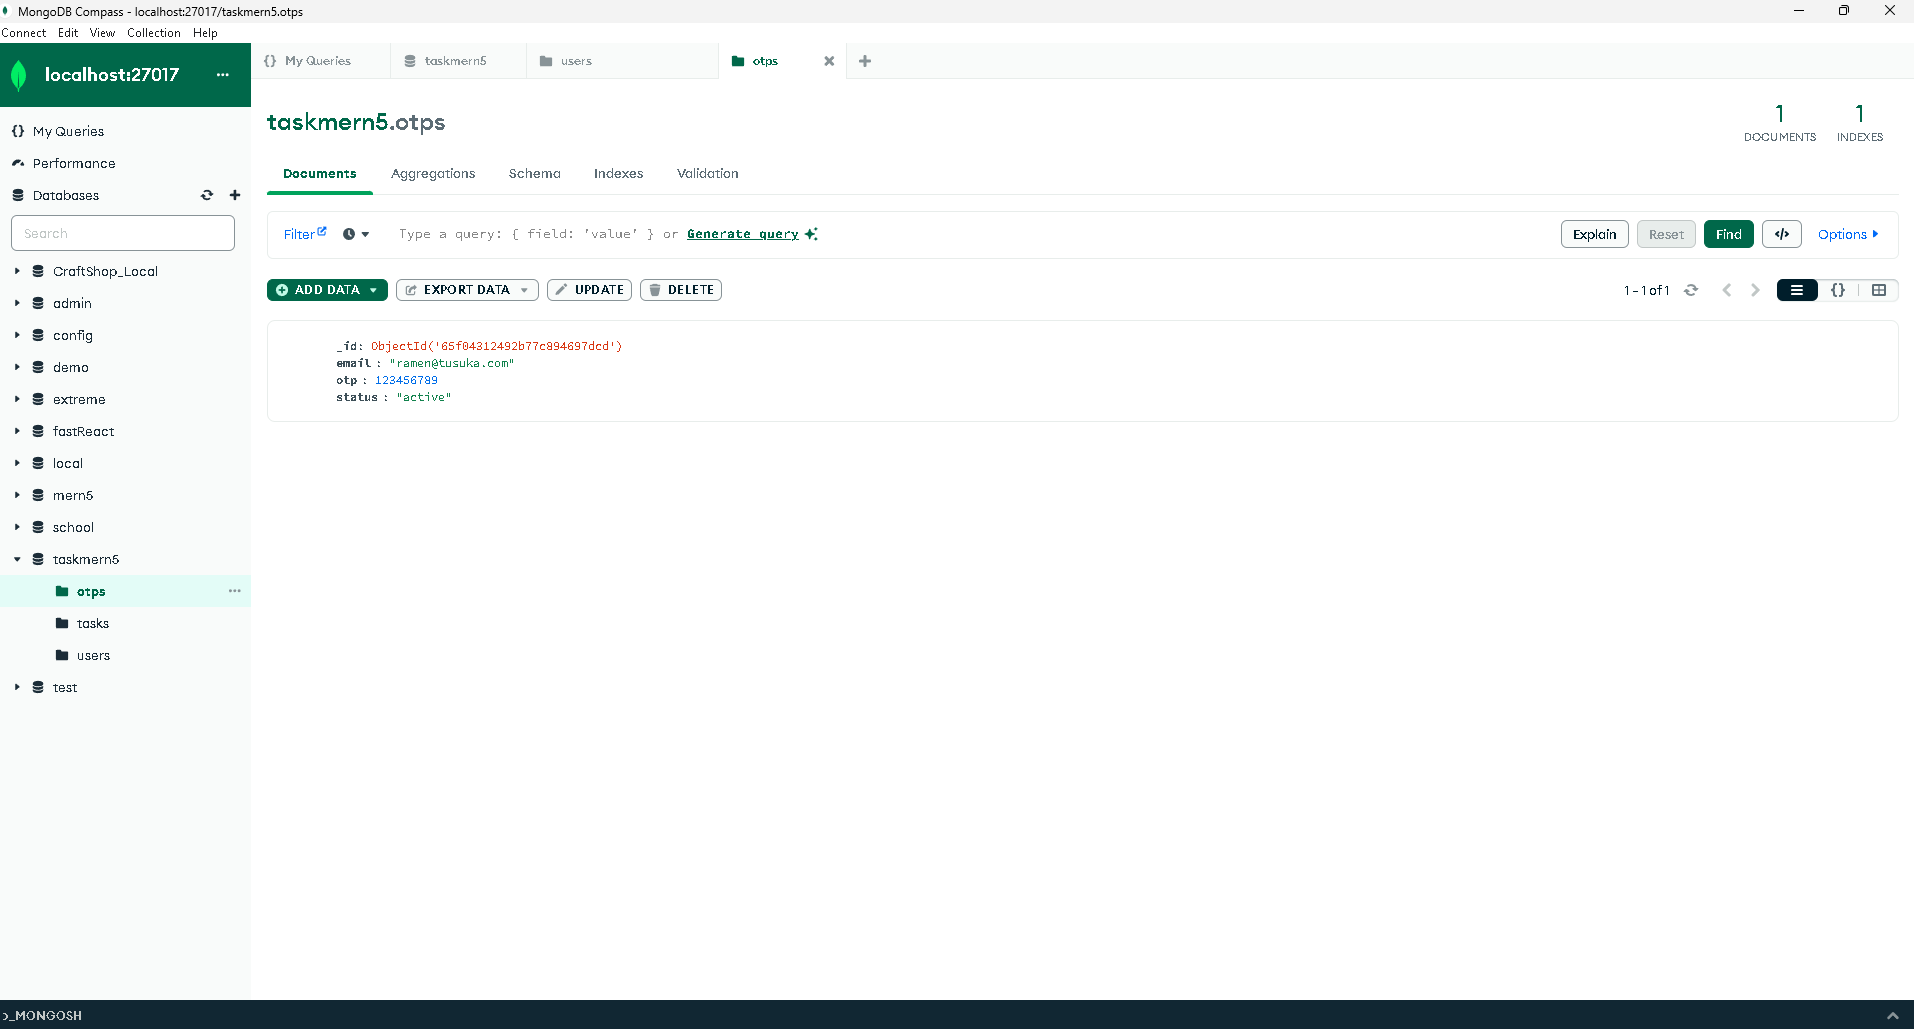 MongoDB Compass - localhost:27017/taskmern5.otps
Connect Edit View Collection Help
localhost:27017 ...
{} My Queries
taskmern5
users
otps
taskmern5.otps
1 DOCUMENTS
1 INDEXES
My Queries
Performance
Databases
Search
CraftShop_Local
admin
config
demo
extreme
fastReact
local
mern5
school
taskmern5
otps ...
tasks
users
test
Documents Aggregations Schema Indexes Validation
Filter Type a query: { field: 'value' } or Generate query Explain Reset Find </> Options
ADD DATA EXPORT DATA UPDATE DELETE 1 – 1 of 1 {}
_id: ObjectId('65f04312492b77c894697dcd')
email : "ramen@tusuka.com"
otp : 123456789
status : "active"
>_MONGOSH